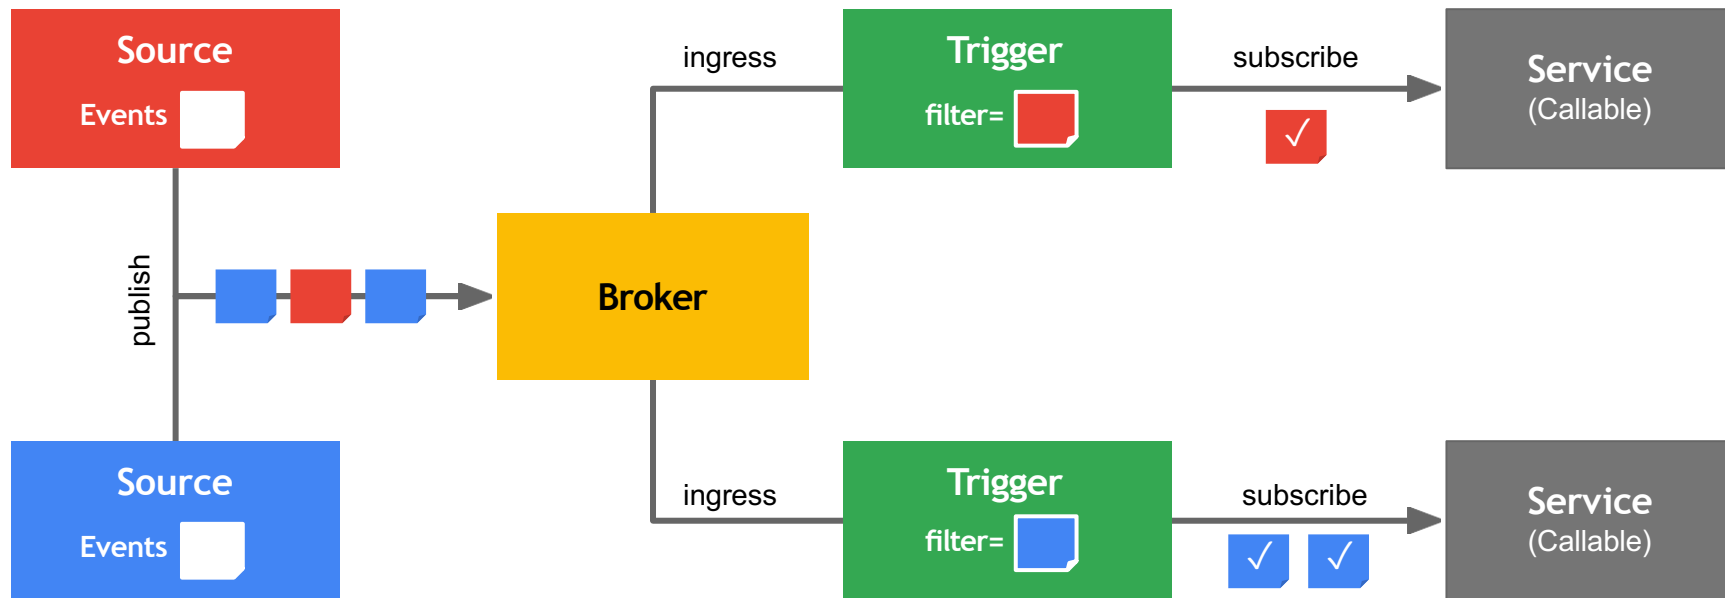 Source
Events
publish
Source
Events
Broker
ingress
Trigger
filter=
subscribe
✓
Service
(Callable)
ingress
Trigger
filter=
subscribe
✓ ✓
Service
(Callable)